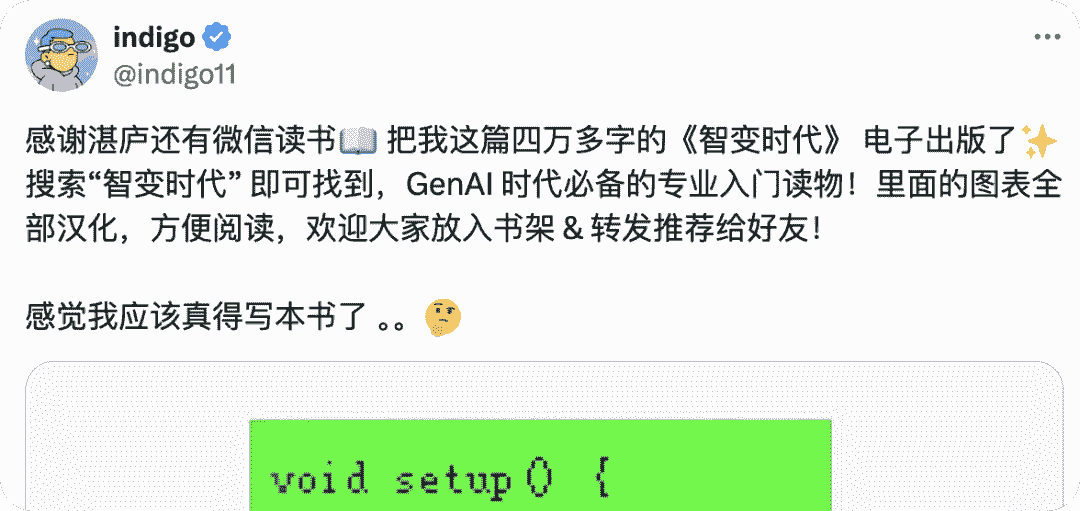 indigo
@indigo11
感谢湛庐还有微信读书📖 把我这篇四万多字的《智变时代》 电子出版了✨
搜索“智变时代” 即可找到，GenAI 时代必备的专业入门读物！里面的图表全
部汉化，方便阅读，欢迎大家放入书架 & 转发推荐给好友！
感觉我应该真得写本书了 。。🤔
void setup() {